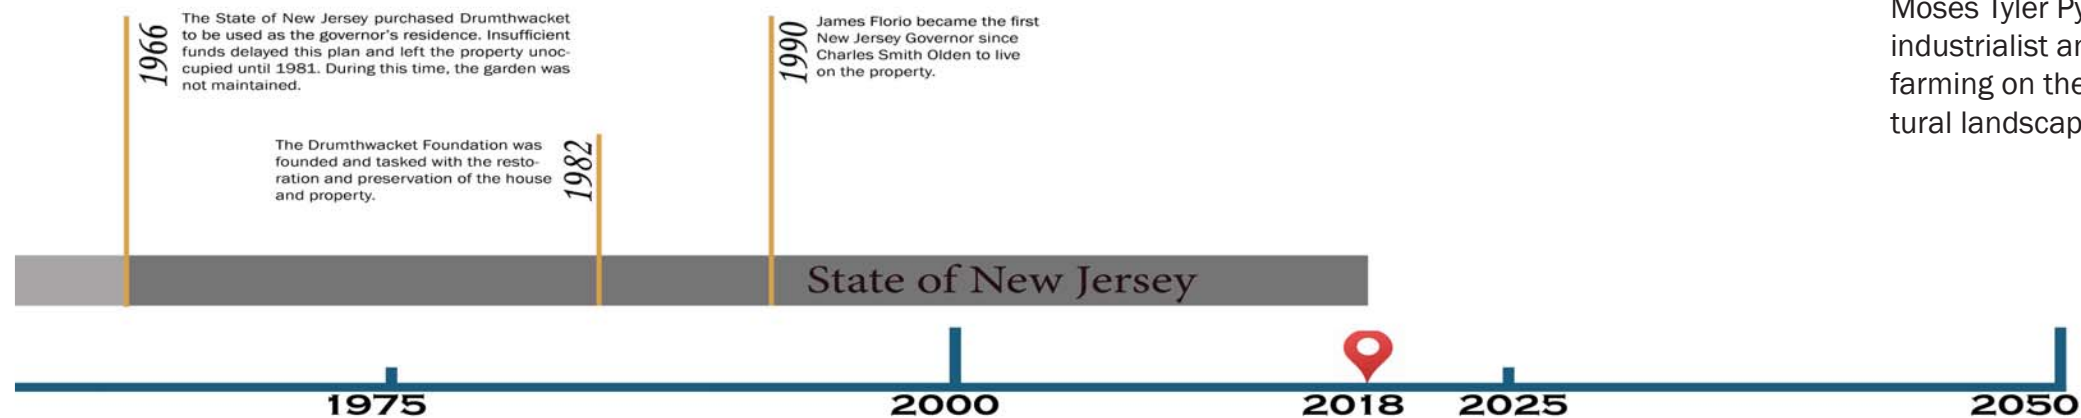 1966
The State of New Jersey purchased Drumthwacket
to be used as the governor's residence. Insufficient
funds delayed this plan and left the property unoc-
cupied until 1981. During this time, the garden was
not maintained.
The Drumthwacket Foundation was
founded and tasked with the resto-
ration and preservation of the house
and property.
1982
1990
James Florio became the first
New Jersey Governor since
Charles Smith Olden to live
on the property.
Moses Tyler
industrialist
farming on the
tural
State of New Jersey
1975
2000
2018
2025
2050